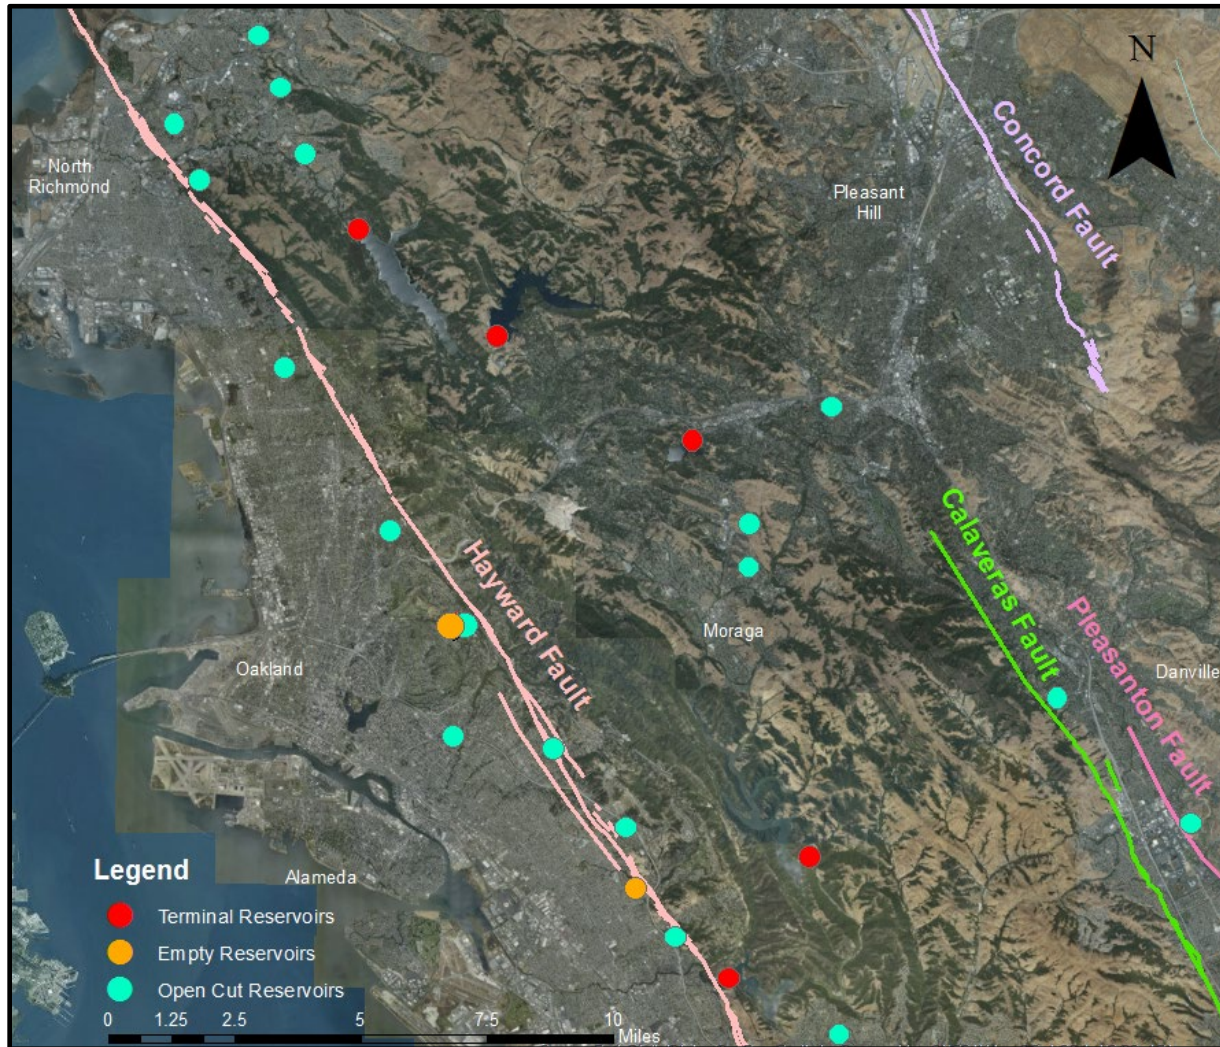 N
Concord Fault
North
Richmond
Pleasant
Hill
Hayward Fault
Calaveras Fault
Pleasanton Fault
Moraga
Oakland
Danville
Alameda
Legend
Terminal Reservoirs
Empty Reservoirs
Open Cut Reservoirs
0 1.25 2.5 5 7.5 10
Miles